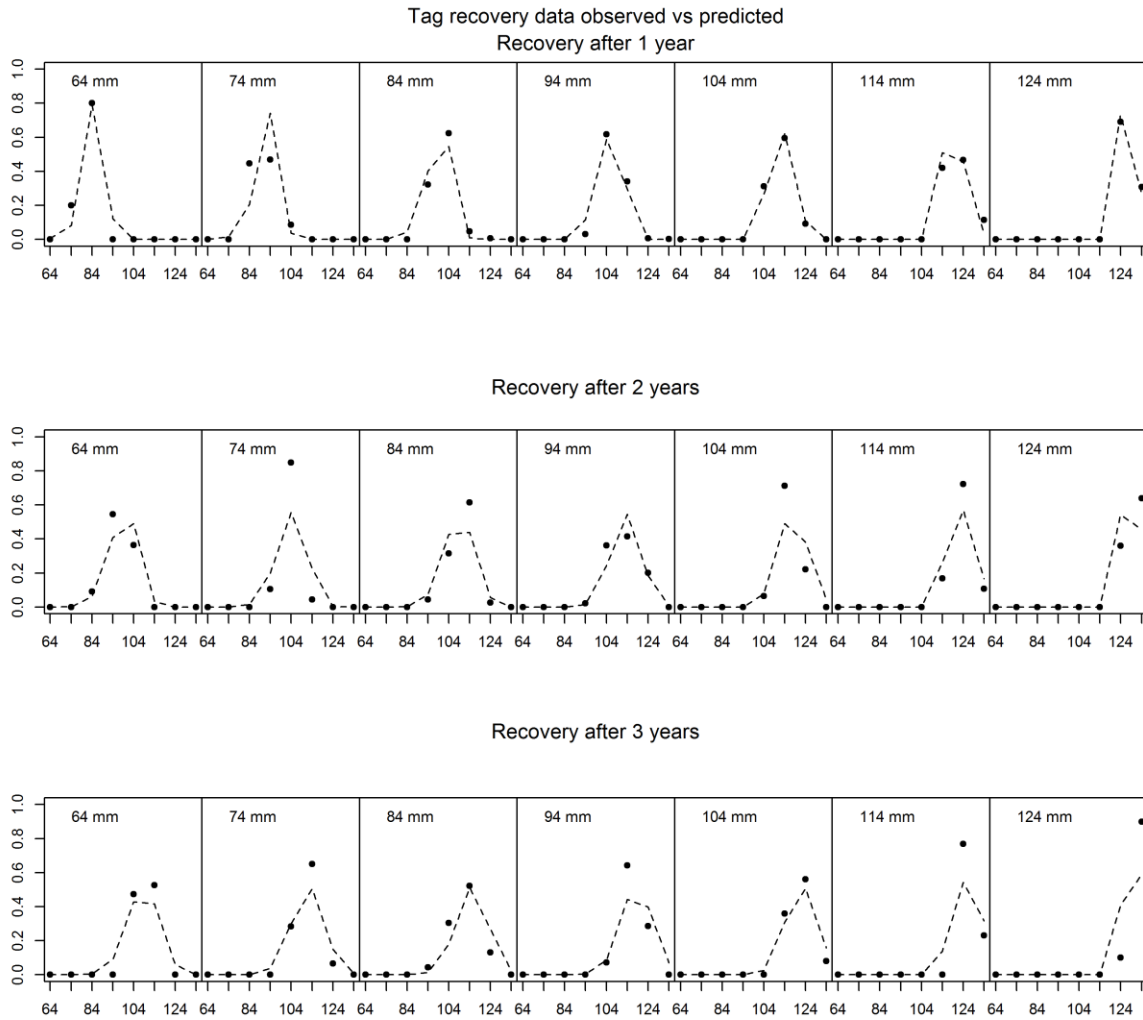 Tag recovery data observed vs predicted
Recovery after 1 year
64 mm 74 mm 84 mm 94 mm 104 mm 114 mm 124 mm
1.0
0.8
0.6
0.4
0.2
0.0
64 84 104 124 64 84 104 124 64 84 104 124 64 84 104 124 64 84 104 124 64 84 104 124 64 84 104 124
Recovery after 2 years
64 mm 74 mm 84 mm 94 mm 104 mm 114 mm 124 mm
1.0
0.8
0.6
0.4
0.2
0.0
64 84 104 124 64 84 104 124 64 84 104 124 64 84 104 124 64 84 104 124 64 84 104 124 64 84 104 124
Recovery after 3 years
64 mm 74 mm 84 mm 94 mm 104 mm 114 mm 124 mm
1.0
0.8
0.6
0.4
0.2
0.0
64 84 104 124 64 84 104 124 64 84 104 124 64 84 104 124 64 84 104 124 64 84 104 124 64 84 104 124